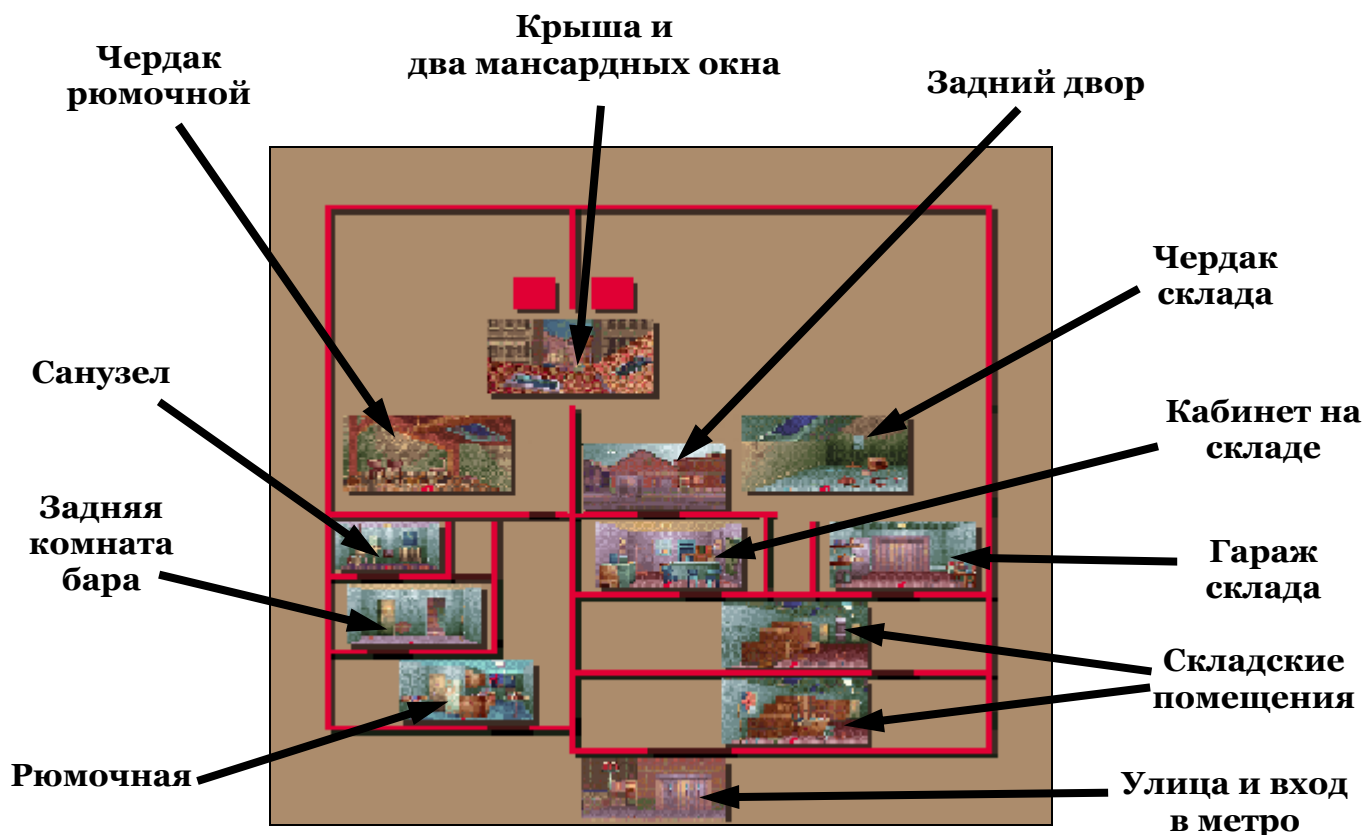 Крыша и
два мансардных окна
Чердак
рюмочной
Задний двор
Чердак
склада
Санузел
Кабинет на
складе
Задняя
комната
бара
Гараж
склада
Складские
помещения
Рюмочная
Улица и вход
в метро